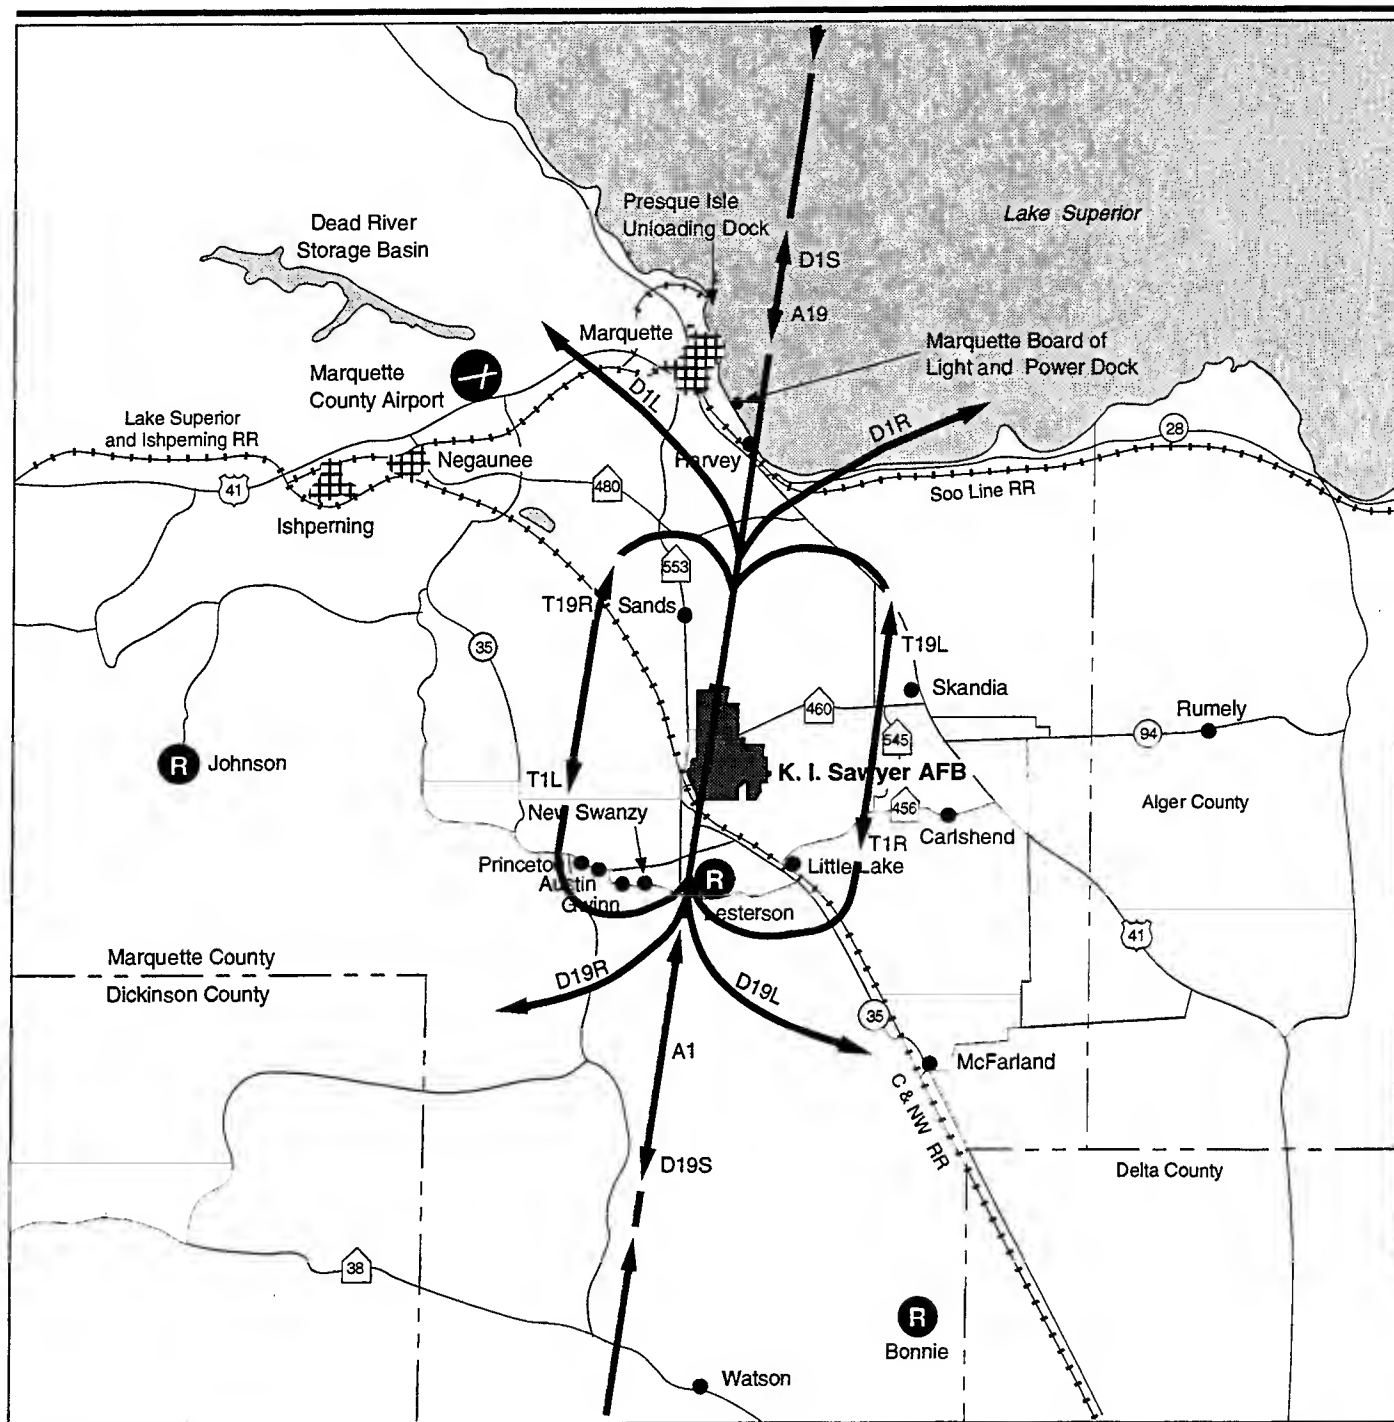 Presque Isle
Unloading Dock
Lake Superior
Dead River
Storage Basin
D1S
A19
Marquette
Marquette Board of
Light and Power Dock
Marquette
County Airport
D1L
D1R
Lake Superior
and Ishperning RR
28
Negaunee
Harvey
41
480
Soo Line RR
Ishperning
553
T19R
Sands
35
T19L
Skandia
460
Rumely
94
545
R
Johnson
T1L
K. I. Sawyer AFB
New Swanzy
456
Alger County
Carlshend
T1R
Princeto
Little Lake
R
Austin
Gwinn
Lesterson
41
Marquette County
D19R
D19L
Dickinson County
35
A1
McFarland
C & NW RR
D19S
Delta County
38
R
Bonnie
Watson